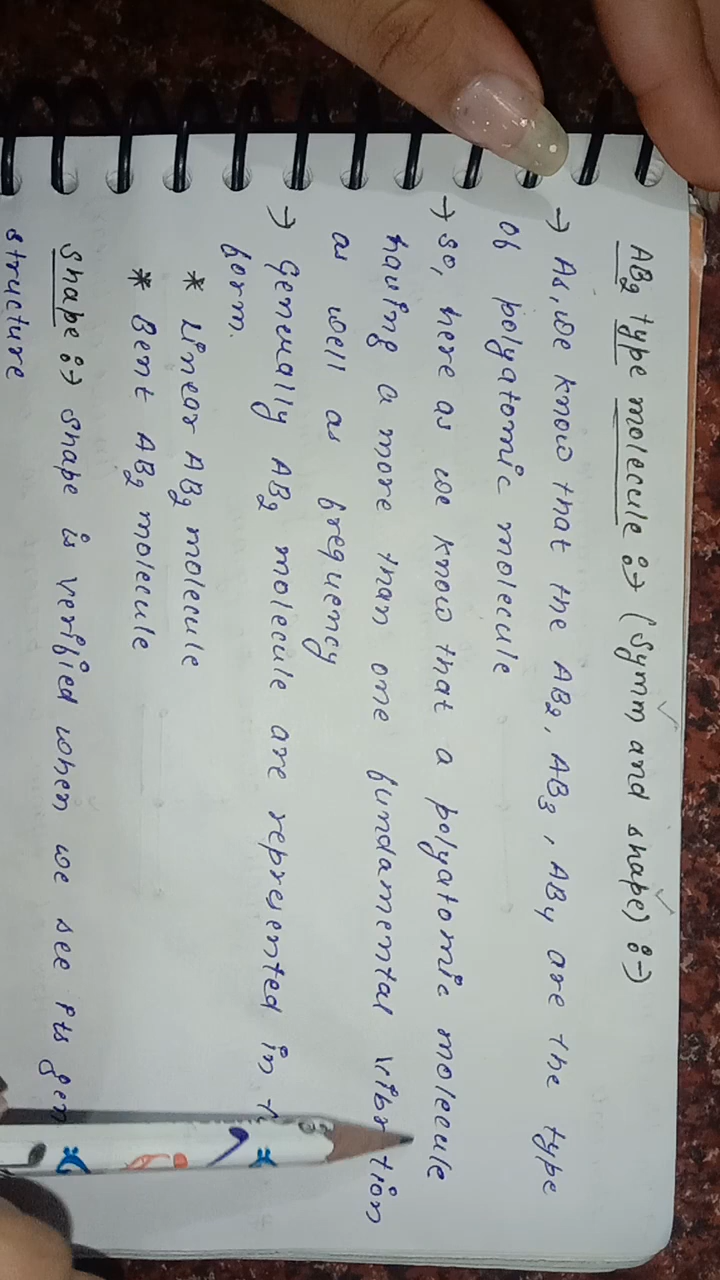 AB2 type molecule :→ (Symm and shape) :→
→ As, we know that the AB2, AB3, AB4 are the type
of polyatomic molecule
→ So, here as we know that a polyatomic molecule
having a more than one fundamental vibration
as well as frequency
→ Generally AB2 molecule are represented in
form.
* Linear AB2 molecule
* Bent AB2 molecule
Shape :→ Shape is verified when we see its
structure